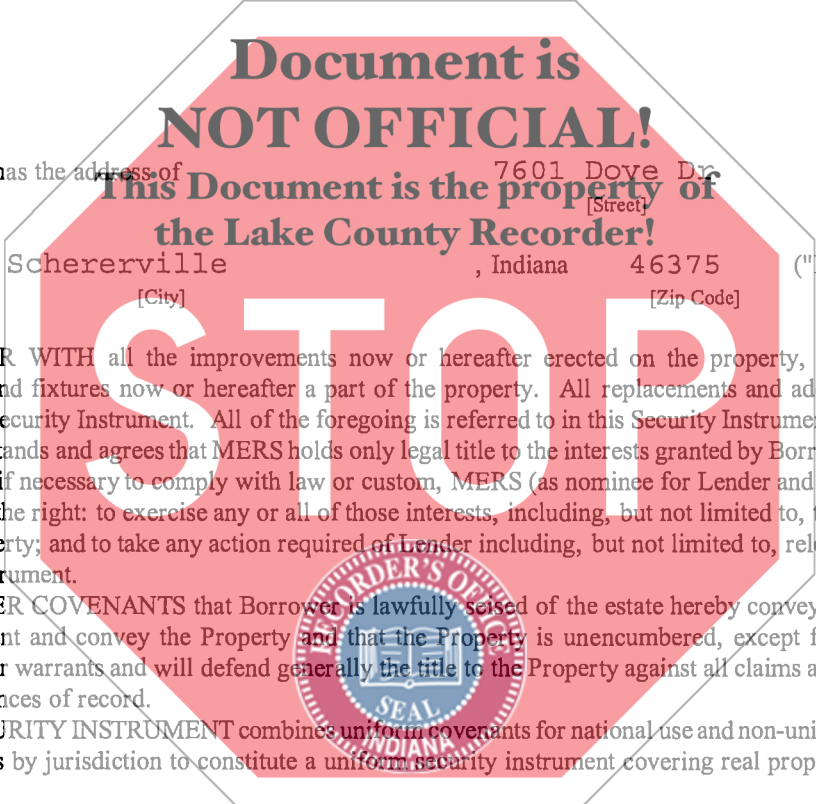 Document is
NOT OFFICIAL!
has the address of 7601 Dove Dr
This Document is the property of
[Street]
the Lake County Recorder!
Schererville , Indiana 46375 ("
[City] [Zip Code]
STOP
R WITH all the improvements now or hereafter erected on the property,
nd fixtures now or hereafter a part of the property. All replacements and ad
ecurity Instrument. All of the foregoing is referred to in this Security Instrume
tands and agrees that MERS holds only legal title to the interests granted by Borr
if necessary to comply with law or custom, MERS (as nominee for Lender and
he right: to exercise any or all of those interests, including, but not limited to,
erty; and to take any action required of Lender including, but not limited to, rel
rument.
RECORDER'S OFFICE
ER COVENANTS that Borrower is lawfully seised of the estate hereby convey
nt and convey the Property and that the Property is unencumbered, except f
r warrants and will defend generally the title to the Property against all claims a
nces of record.
SEAL
URITY INSTRUMENT combines uniform covenants for national use and non-uni
INDIANA
s by jurisdiction to constitute a uniform security instrument covering real prop